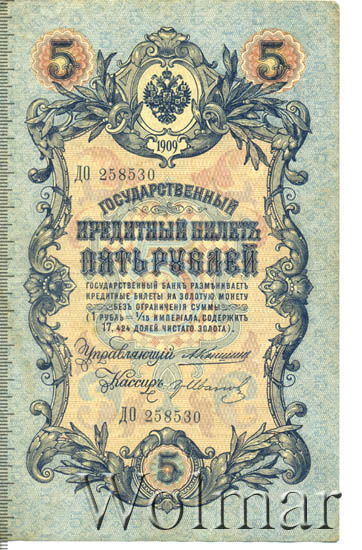 5 5
1909
ДО 258530
ГОСУДАРСТВЕННЫЙ
КРЕДИТНЫЙ БИЛЕТЪ
ПЯТЬ РУБЛЕЙ
ГОСУДАРСТВЕННЫЙ БАНКЪ РАЗМѢНИВАЕТЪ
КРЕДИТНЫЕ БИЛЕТЫ НА ЗОЛОТУЮ МОНЕТУ
БЕЗЪ ОГРАНИЧЕНІЯ СУММЫ
(1 РУБЛЬ = 1/15 ИМПЕРІАЛА, СОДЕРЖИТЪ
17,424 ДОЛЕЙ ЧИСТАГО ЗОЛОТА).
Управляющій
Кассиръ
ДО 258530
5
Wolmar